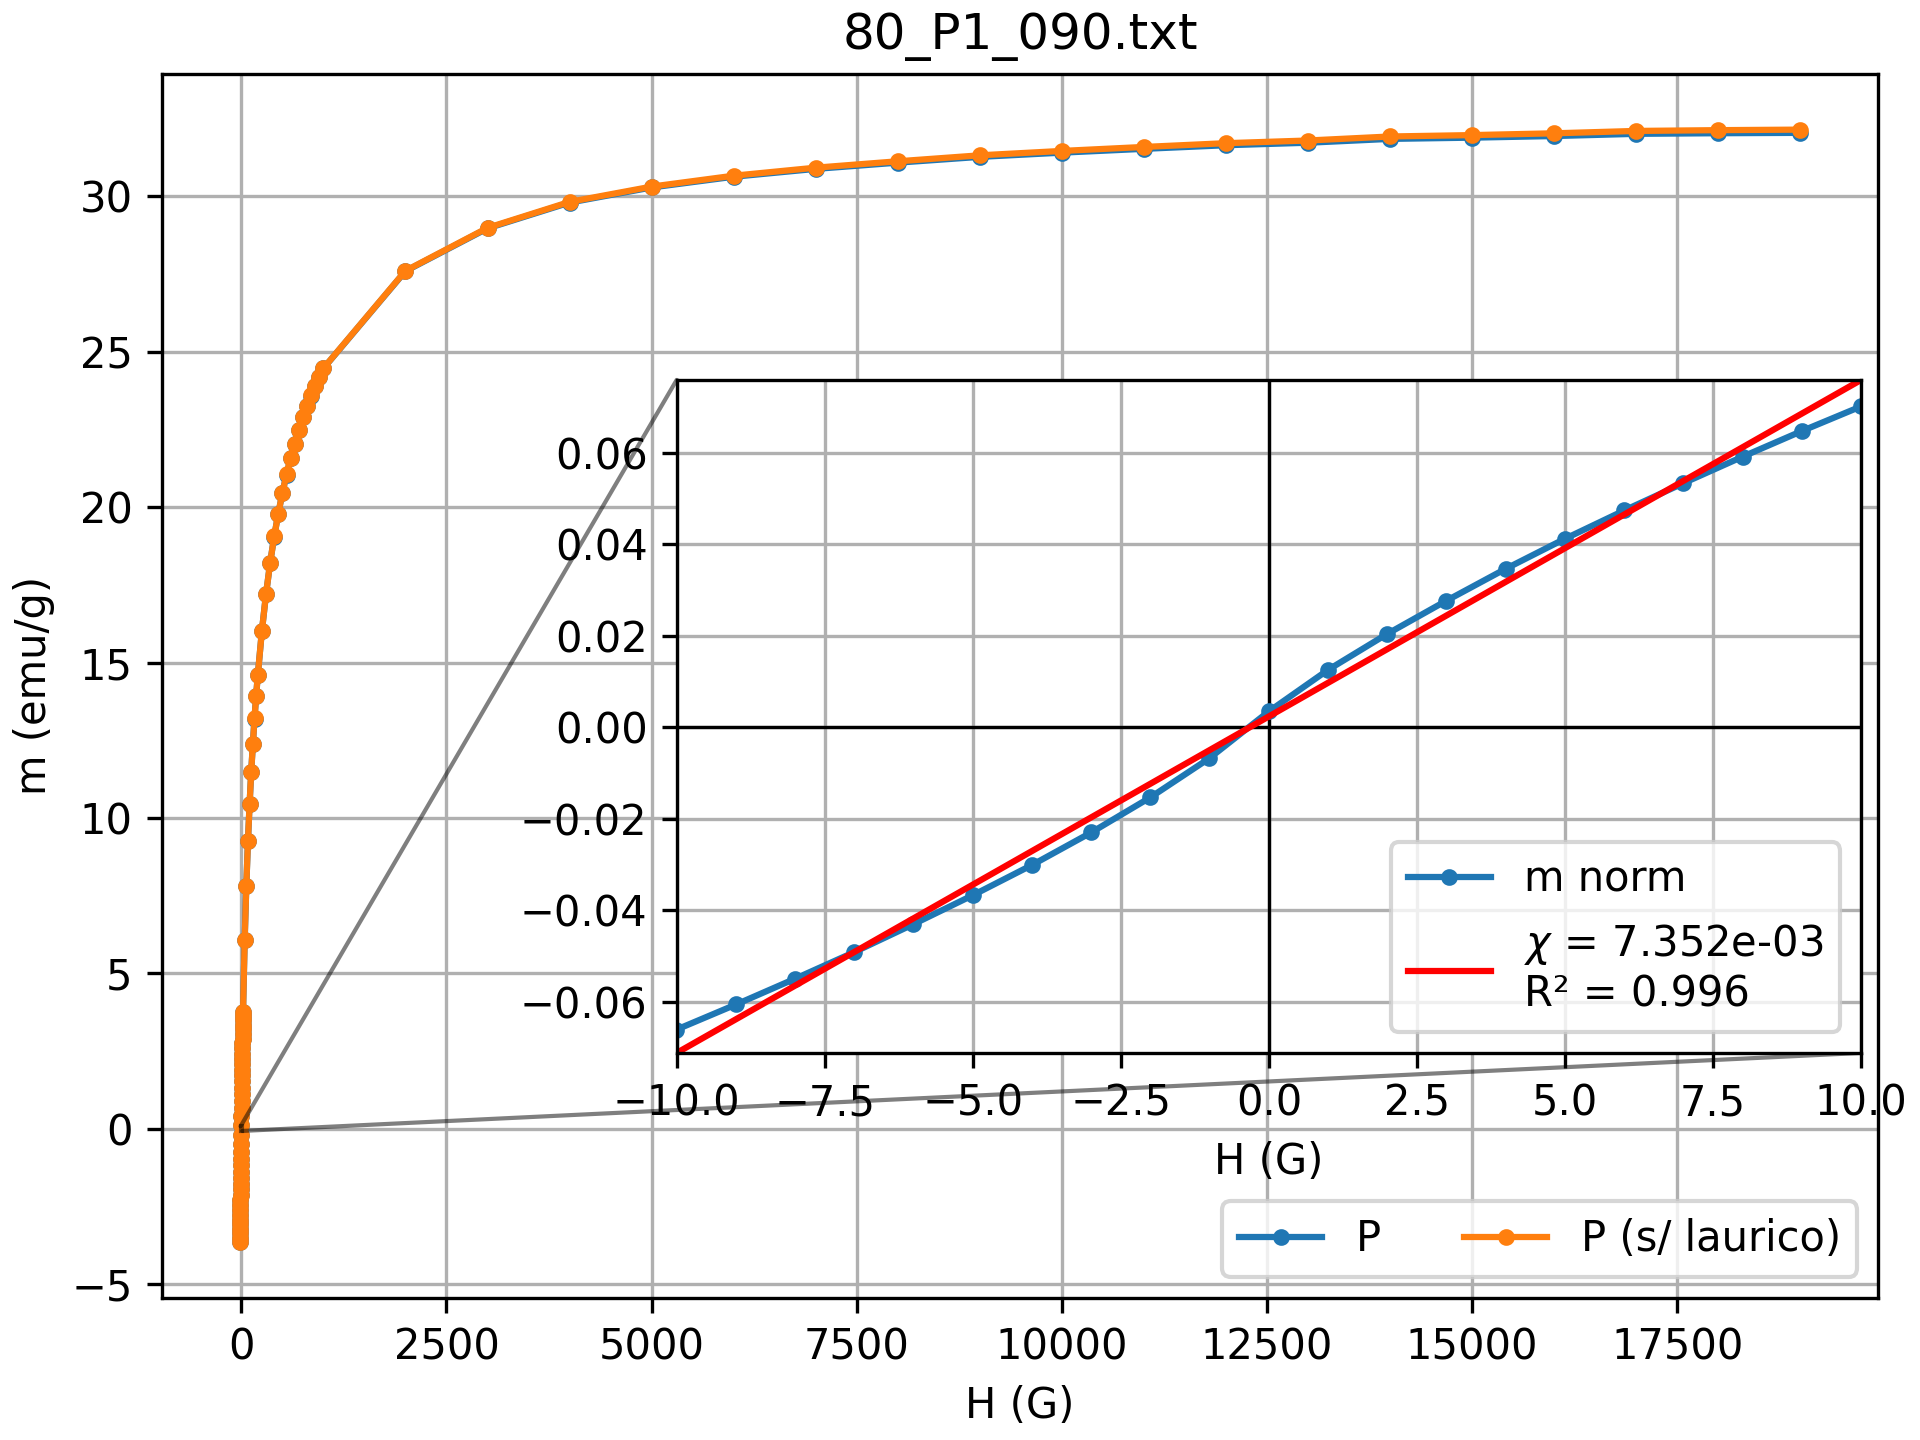 80_P1_090.txt
m (emu/g)
30
25
20
15
10
5
0
−5
0.06
0.04
0.02
0.00
−0.02
−0.04
−0.06
m norm
χ = 7.352e-03
R² = 0.996
−10.0 −7.5 −5.0 −2.5 0.0 2.5 5.0 7.5 10.0
H (G)
P P (s/ laurico)
0 2500 5000 7500 10000 12500 15000 17500
H (G)